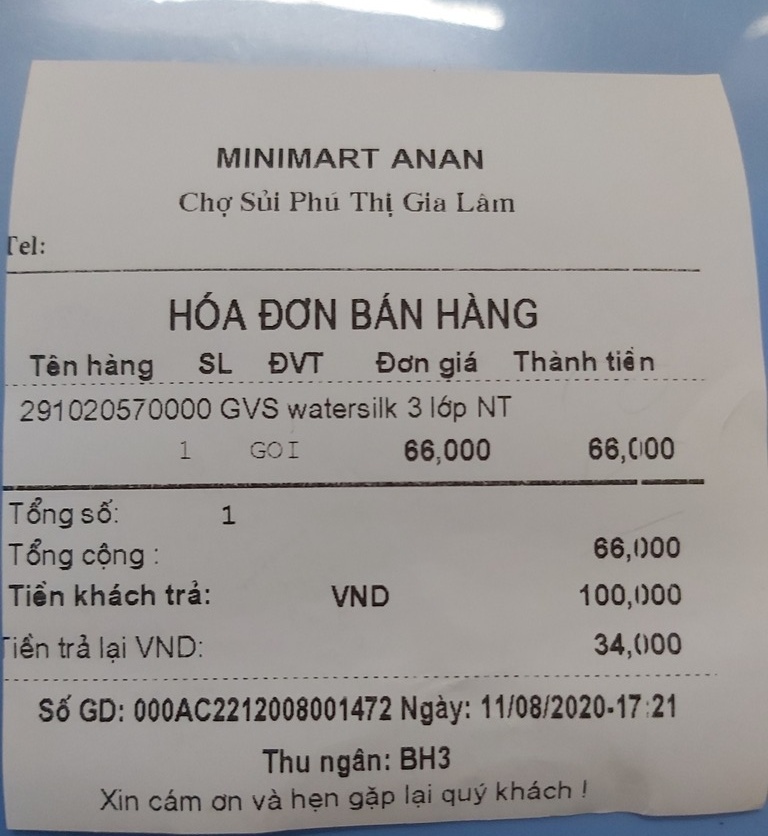 MINIMART ANAN
Chợ Sủi Phú Thị Gia Lâm
Tel:
HÓA ĐƠN BÁN HÀNG
Tên hàng SL ĐVT Đơn giá Thành tiền
291020570000 GVS watersilk 3 lớp NT
1 GOI 66,000 66,000
Tổng số: 1
Tổng cộng : 66,000
Tiền khách trả: VND 100,000
Tiền trả lại VND: 34,000
Số GD: 000AC2212008001472 Ngày: 11/08/2020-17:21
Thu ngân: BH3
Xin cám ơn và hẹn gặp lại quý khách !